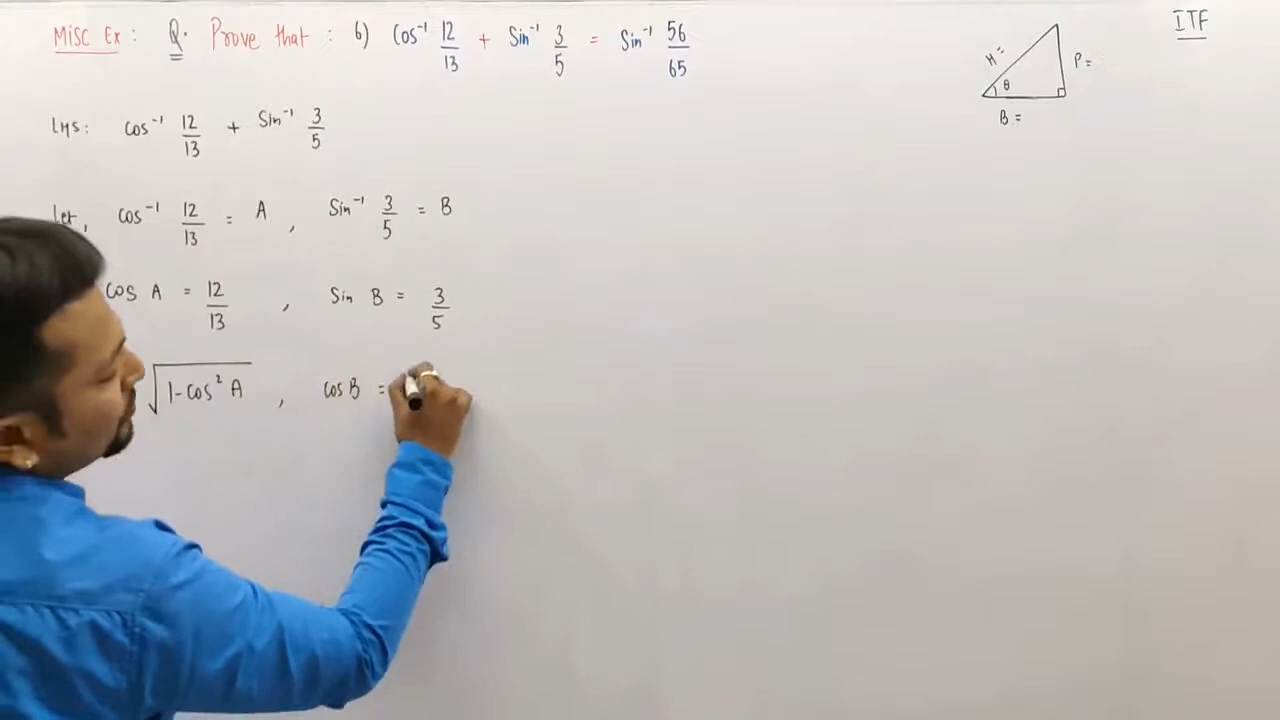 Misc Ex : Q. Prove that : 6) Cos⁻¹ 12/13 + Sin⁻¹ 3/5 = Sin⁻¹ 56/65
ITF
H =
θ
P =
B =
LHS: cos⁻¹ 12/13 + Sin⁻¹ 3/5
Let, cos⁻¹ 12/13 = A , Sin⁻¹ 3/5 = B
cos A = 12/13 , Sin B = 3/5
√(1-cos² A) , cos B =